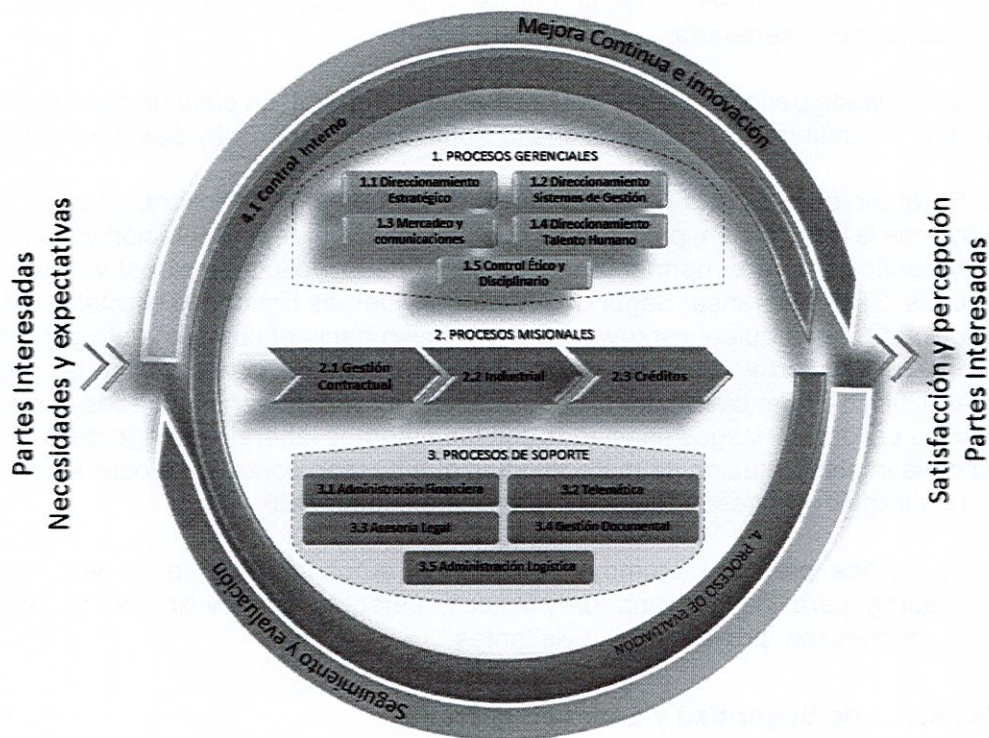 Mejora Continua e innovación
4.1 Control Interno
1. PROCESOS GERENCIALES
1.1 Direccionamiento
Estratégico
1.2 Direccionamiento
Sistemas de Gestión
1.3 Mercadeo y
comunicaciones
1.4 Direccionamiento
Talento Humano
1.5 Control Ético y
Disciplinario
Partes Interesadas
Necesidades y expectativas
2. PROCESOS MISIONALES
2.1 Gestión
Contractual
2.2 Industrial
2.3 Créditos
Satisfacción y percepción
Partes Interesadas
3. PROCESOS DE SOPORTE
3.1 Administración Financiera
3.2 Telemática
3.3 Asesoría Legal
3.4 Gestión Documental
3.5 Administración Logística
4. PROCESO DE EVALUACIÓN
Seguimiento y evaluación